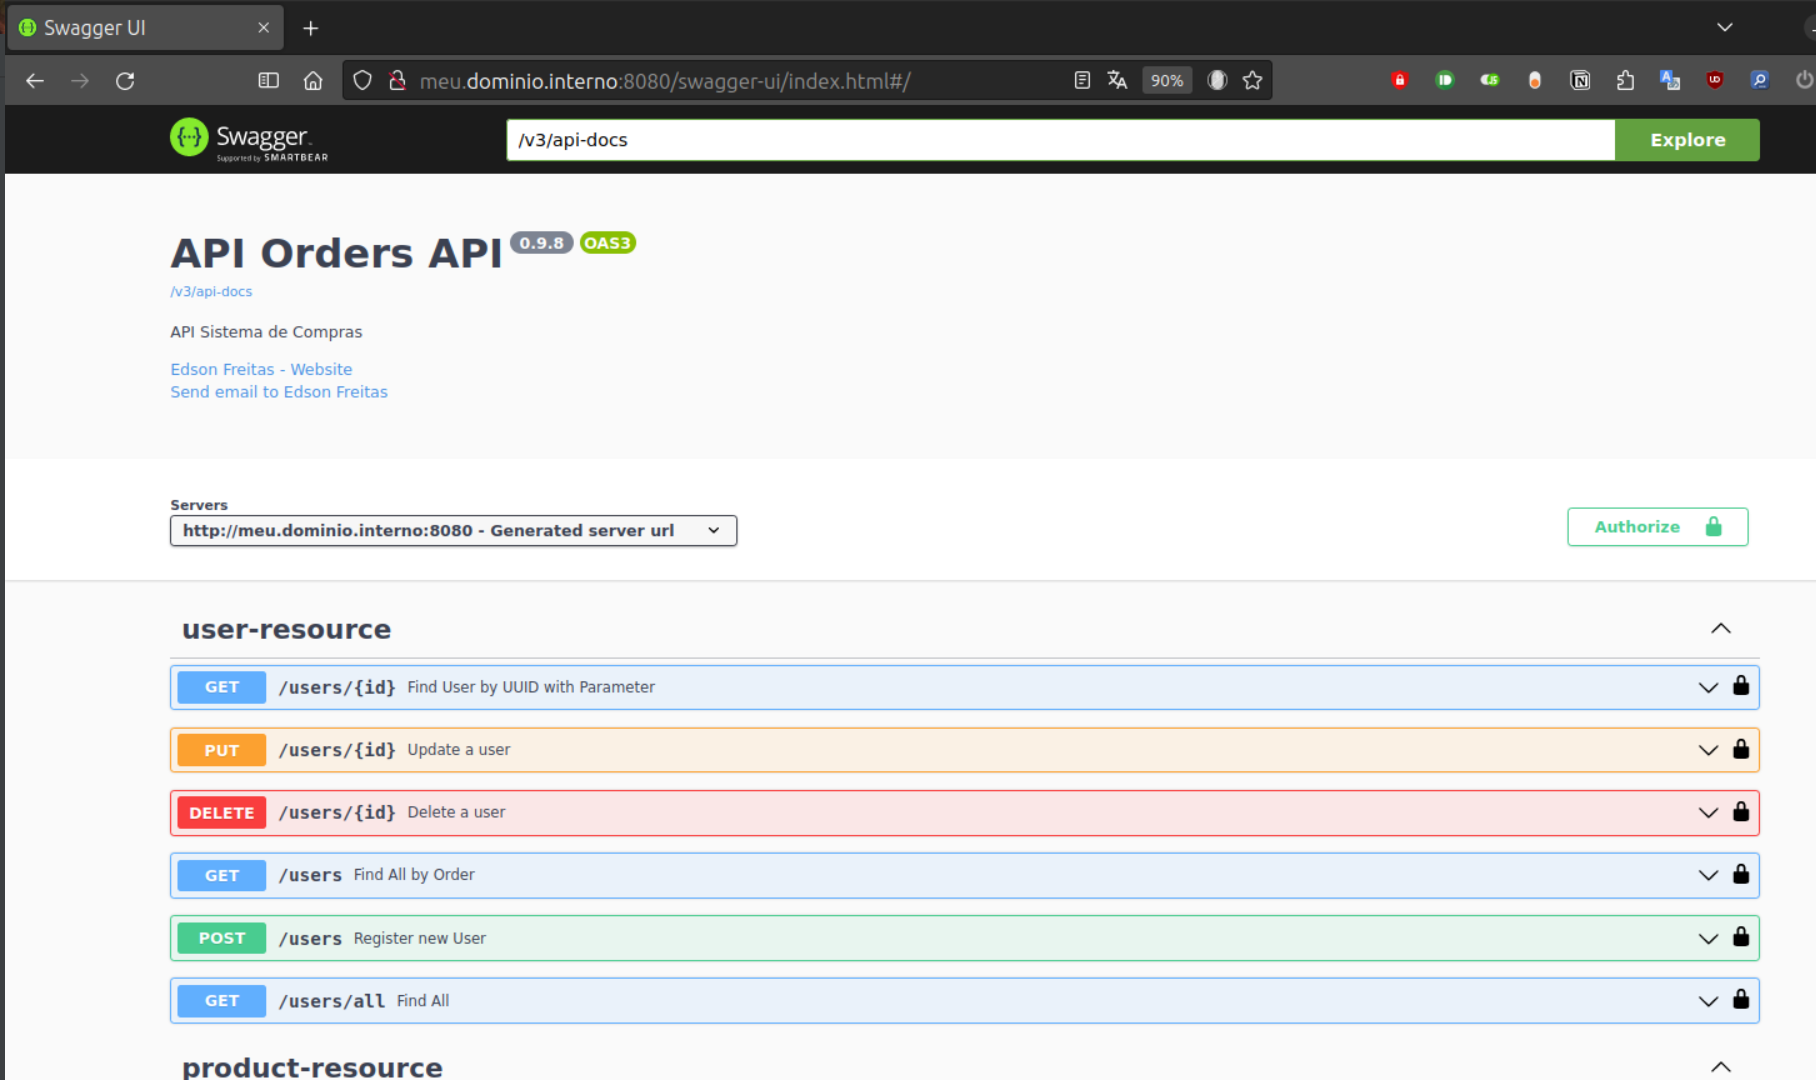 Swagger UI
meu.dominio.interno:8080/swagger-ui/index.html#/
90%
Swagger
Supported by SMARTBEAR
/v3/api-docs
Explore
API Orders API 0.9.8 OAS3
/v3/api-docs
API Sistema de Compras
Edson Freitas - Website
Send email to Edson Freitas
Servers
http://meu.dominio.interno:8080 - Generated server url
Authorize
user-resource
GET /users/{id} Find User by UUID with Parameter
PUT /users/{id} Update a user
DELETE /users/{id} Delete a user
GET /users Find All by Order
POST /users Register new User
GET /users/all Find All
product-resource